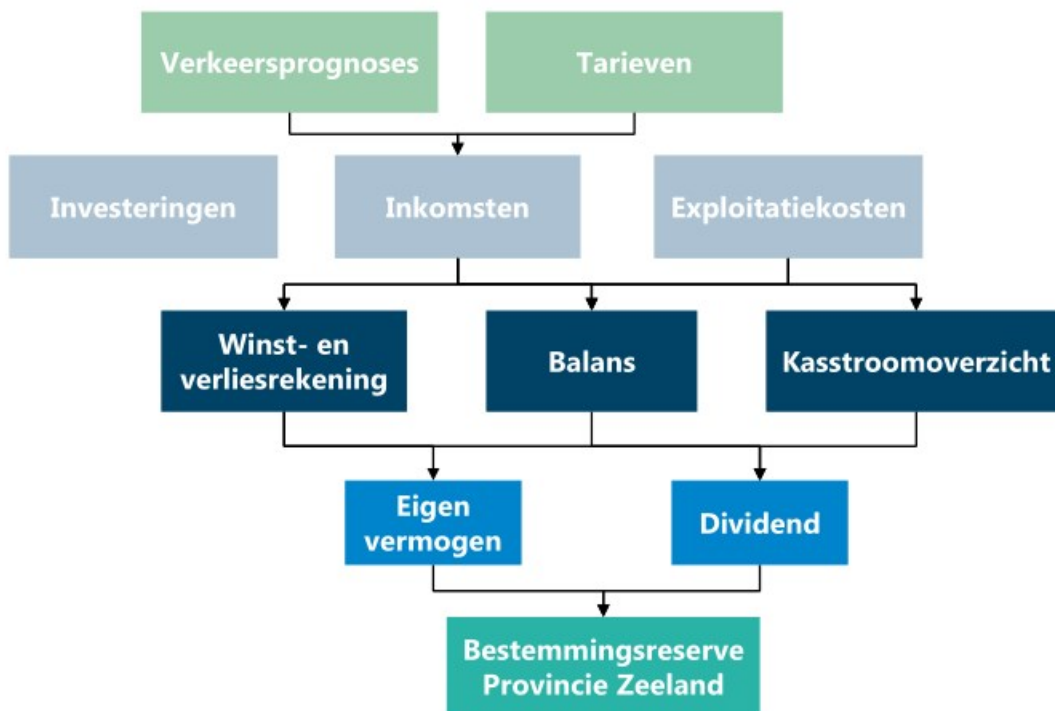 Verkeersprognoses
Tarieven
Investeringen
Inkomsten
Exploitatiekosten
Winst- en
verliesrekening
Balans
Kasstroomoverzicht
Eigen
vermogen
Dividend
Bestemmingsreserve
Provincie Zeeland